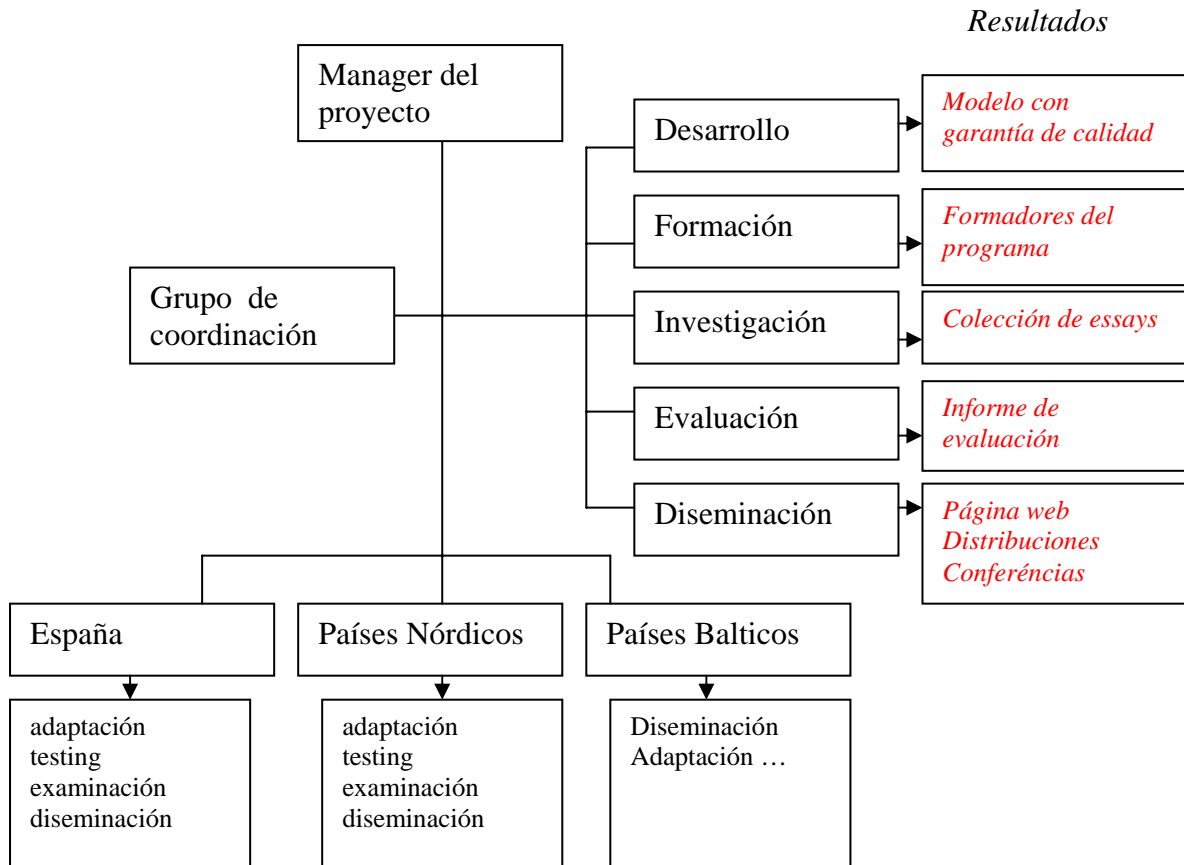 Resultados
Manager del
proyecto
Desarrollo
Modelo con
garantía de calidad
Formación
Formadores del
programa
Grupo de
coordinación
Investigación
Colección de essays
Evaluación
Informe de
evaluación
Diseminación
Página web
Distribuciones
Conferéncias
España
Países Nórdicos
Países Balticos
adaptación
testing
examinación
diseminación
adaptación
testing
examinación
diseminación
Diseminación
Adaptación …